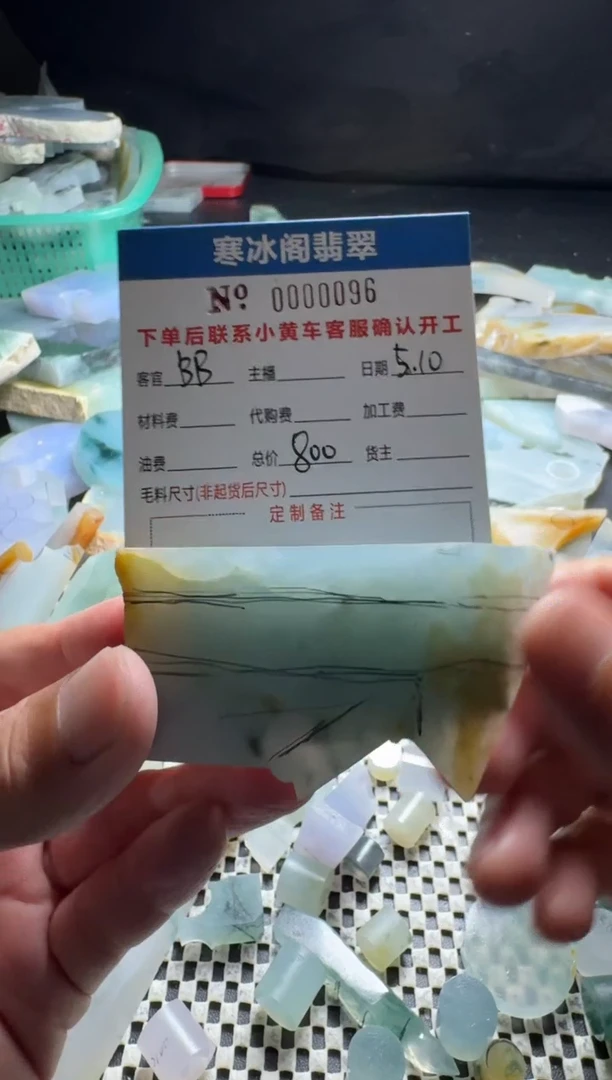 寒冰阁翡翠
Nº 0000096
下单后联系小黄车客服确认开工
客官 BB 主播 日期 5.10
材料费 代购费 加工费
油费 总价 800 货主
毛料尺寸(非起货后尺寸)
定制备注